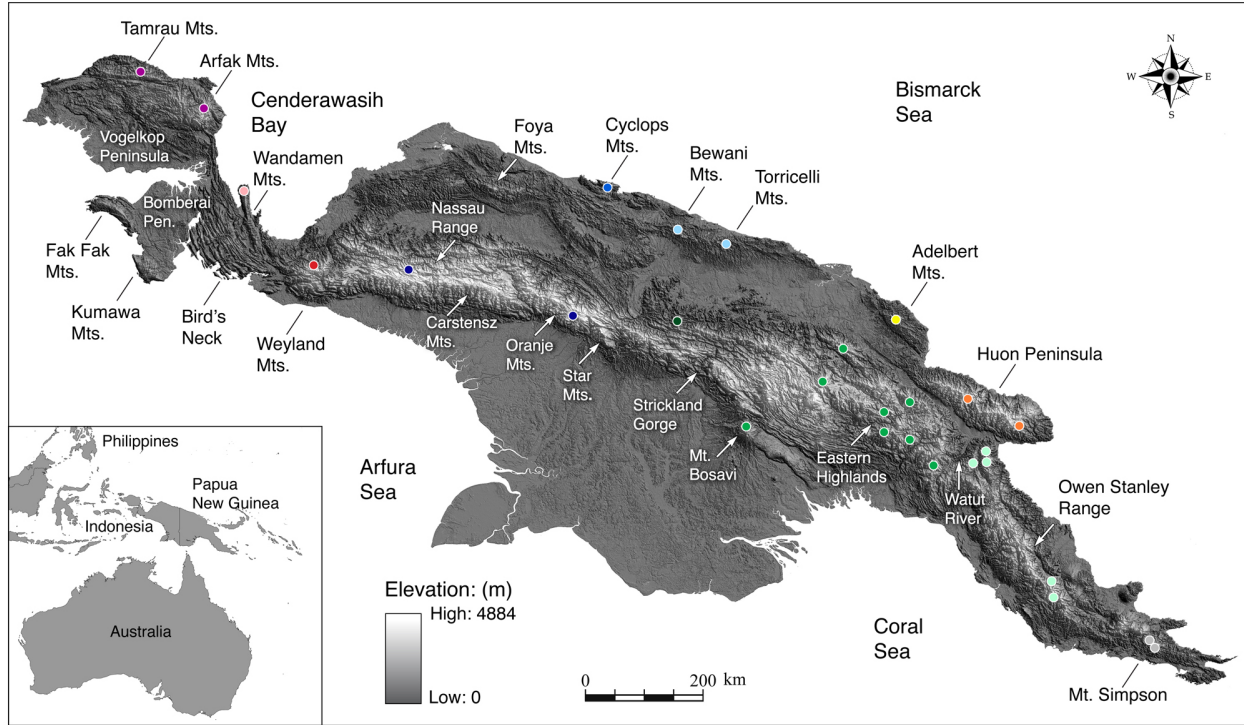 Tamrau Mts.
Arfak Mts.
Cenderawasih
Bay
Vogelkop
Peninsula
Wandamen
Mts.
Bomberai
Pen.
Fak Fak
Mts.
Kumawa
Mts.
Bird's
Neck
Weyland
Mts.
Nassau
Range
Foya
Mts.
Cyclops
Mts.
Bewani
Mts.
Torricelli
Mts.
Bismarck
Sea
N
W
E
S
Carstensz
Mts.
Oranje
Mts.
Star
Mts.
Strickland
Gorge
Mt.
Bosavi
Eastern
Highlands
Adelbert
Mts.
Huon Peninsula
Watut
River
Owen Stanley
Range
Arfura
Sea
Coral
Sea
Mt. Simpson
Philippines
Papua
New Guinea
Indonesia
Australia
Elevation: (m)
High: 4884
Low: 0
0
200 km